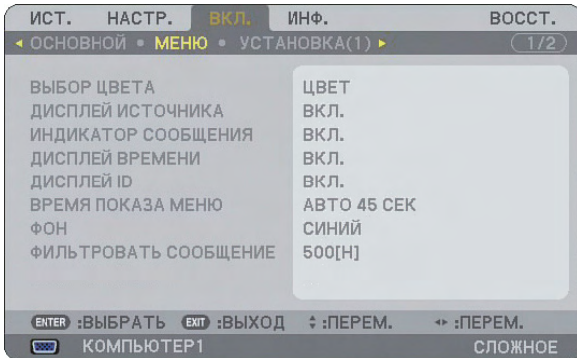 ИСТ. НАСТР. ВКЛ. ИНФ. ВОССТ.
ОСНОВНОЙ • МЕНЮ • УСТАНОВКА(1) 1/2
ВЫБОР ЦВЕТА ЦВЕТ
ДИСПЛЕЙ ИСТОЧНИКА ВКЛ.
ИНДИКАТОР СООБЩЕНИЯ ВКЛ.
ДИСПЛЕЙ ВРЕМЕНИ ВКЛ.
ДИСПЛЕЙ ID ВКЛ.
ВРЕМЯ ПОКАЗА МЕНЮ АВТО 45 СЕК
ФОН СИНИЙ
ФИЛЬТРОВАТЬ СООБЩЕНИЕ 500[H]
ENTER :ВЫБРАТЬ EXIT :ВЫХОД :ПЕРЕМ. :ПЕРЕМ.
КОМПЬЮТЕР1 СЛОЖНОЕ